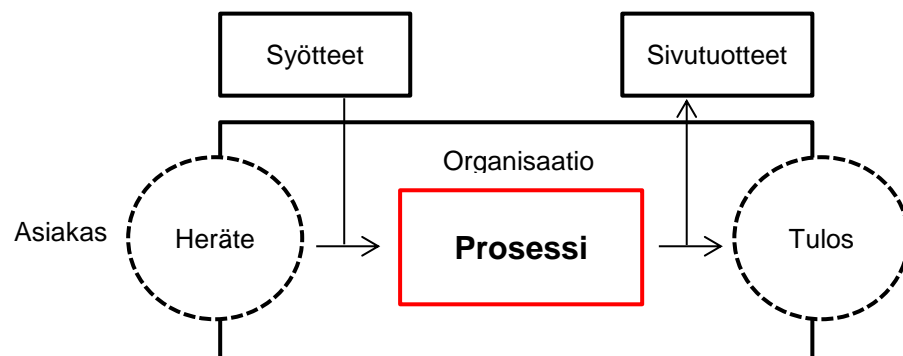 Syötteet
Sivutuotteet
Organisaatio
Asiakas
Heräte
Prosessi
Tulos